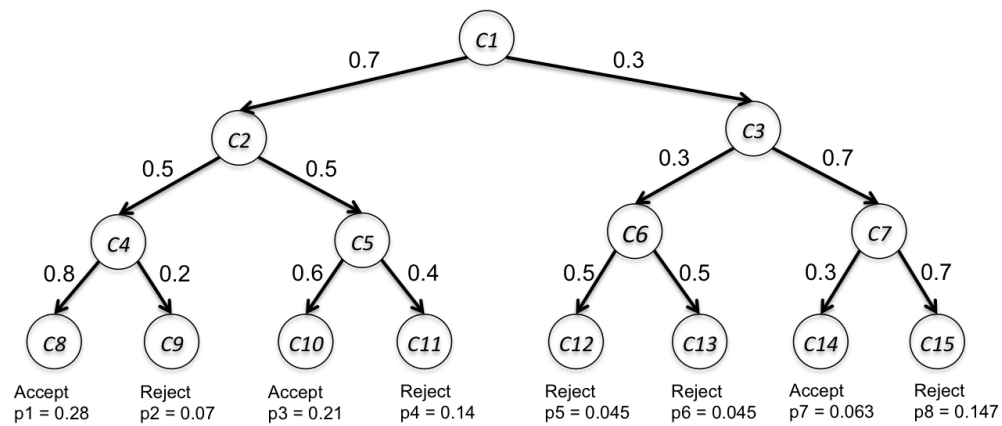 C1
0.7 0.3
C2 C3
0.5 0.5 0.3 0.7
C4 C5 C6 C7
0.8 0.2 0.6 0.4 0.5 0.5 0.3 0.7
C8 C9 C10 C11 C12 C13 C14 C15
Accept Reject Accept Reject Reject Reject Accept Reject
p1 = 0.28 p2 = 0.07 p3 = 0.21 p4 = 0.14 p5 = 0.045 p6 = 0.045 p7 = 0.063 p8 = 0.147